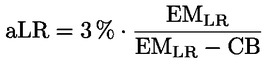 aLR = 3 % · EM_LR / (EM_LR − CB)